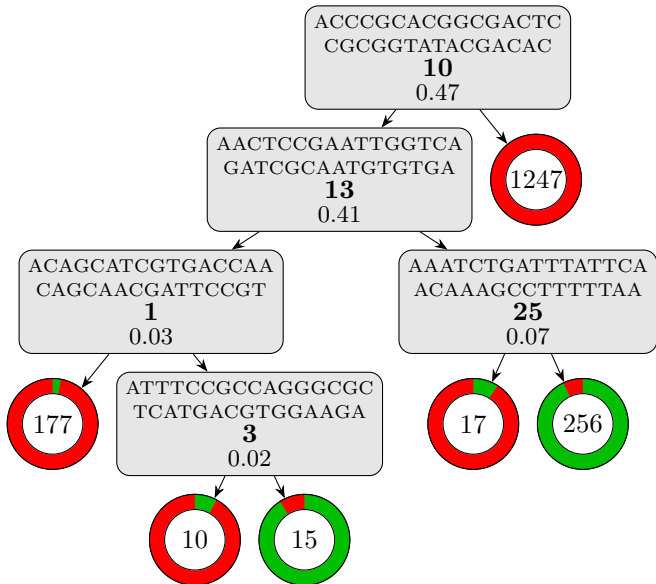 ACCCGCACGGCGACTC
CGCGGTATACGACAC
10
0.47
AACTCCGAATTGGTCA
GATCGCAATGTGTGA
13
0.41
1247
ACAGCATCGTGACCAA
CAGCAACGATTCCGT
1
0.03
AAATCTGATTTATTCA
ACAAAGCCTTTTTAA
25
0.07
177
ATTTCCGCCAGGGCGC
TCATGACGTGGAAGA
3
0.02
17
256
10
15